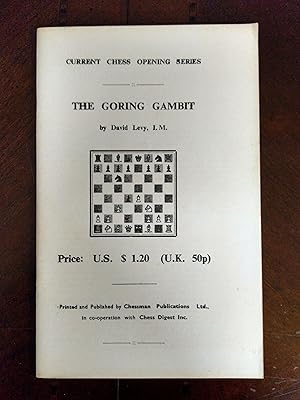 CURRENT CHESS OPENING SERIES
THE GORING GAMBIT
by David Levy, I.M.
Price: U.S. $ 1.20 (U.K. 50p)
Printed and Published by Chessman Publications Ltd.,
in co-operation with Chess Digest Inc.